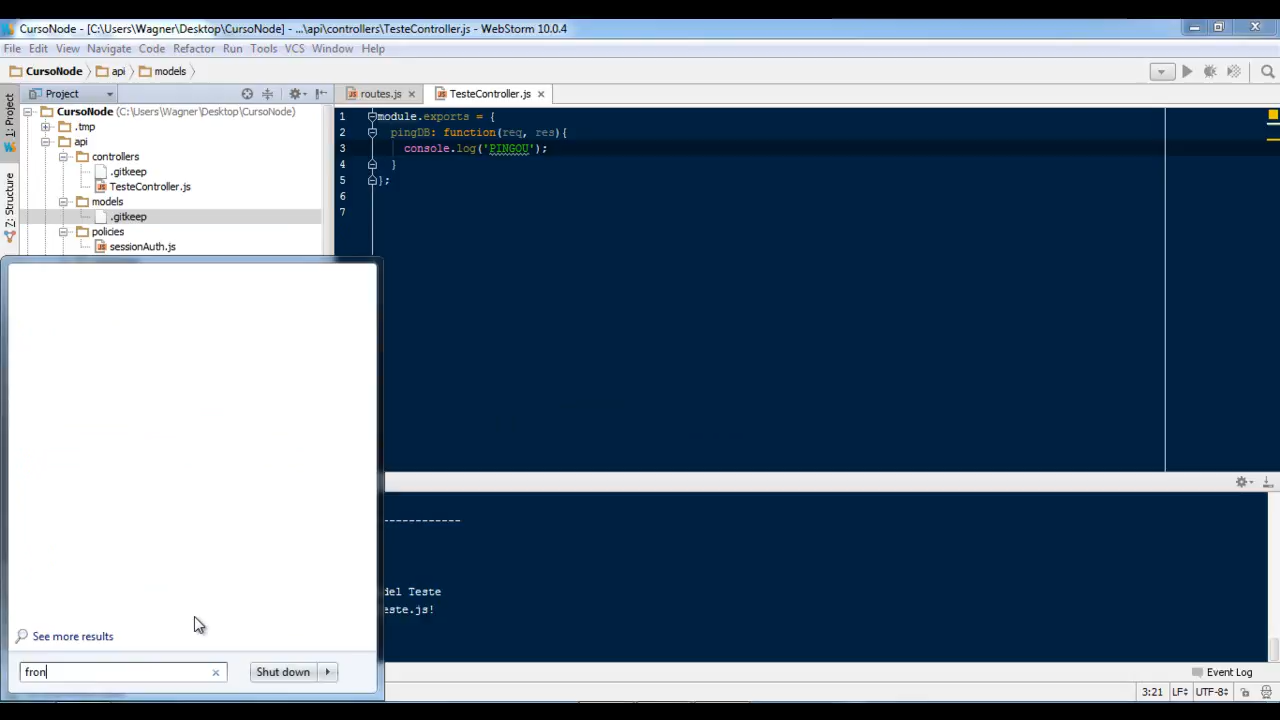 CursoNode - [C:\Users\Wagner\Desktop\CursoNode] - ...\api\controllers\TesteController.js - WebStorm 10.0.4
File Edit View Navigate Code Refactor Run Tools VCS Window Help
CursoNode api models
1: Project
Z: Structure
Project
routes.js
TesteController.js
CursoNode (C:\Users\Wagner\Desktop\CursoNode)
.tmp
api
controllers
.gitkeep
TesteController.js
models
.gitkeep
policies
sessionAuth.js
1 module.exports = {
2 pingDB: function(req, res){
3 console.log('PINGOU');
4 }
5 };
6
7
------------
del Teste
este.js!
See more results
fron
Shut down
Event Log
3:21 LF UTF-8